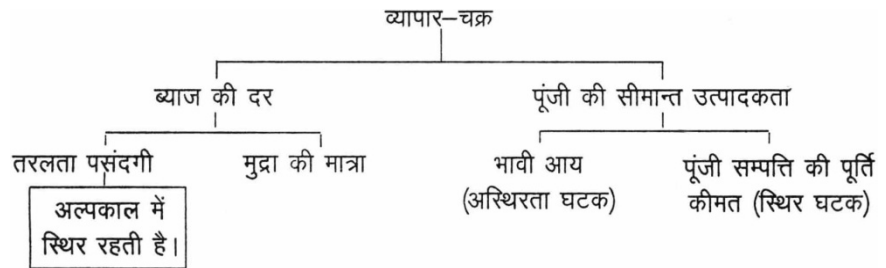 व्यापार–चक्र
ब्याज की दर
पूंजी की सीमान्त उत्पादकता
तरलता पसंदगी
मुद्रा की मात्रा
भावी आय
(अस्थिरता घटक)
पूंजी सम्पत्ति की पूर्ति
कीमत (स्थिर घटक)
अल्पकाल में
स्थिर रहती है।